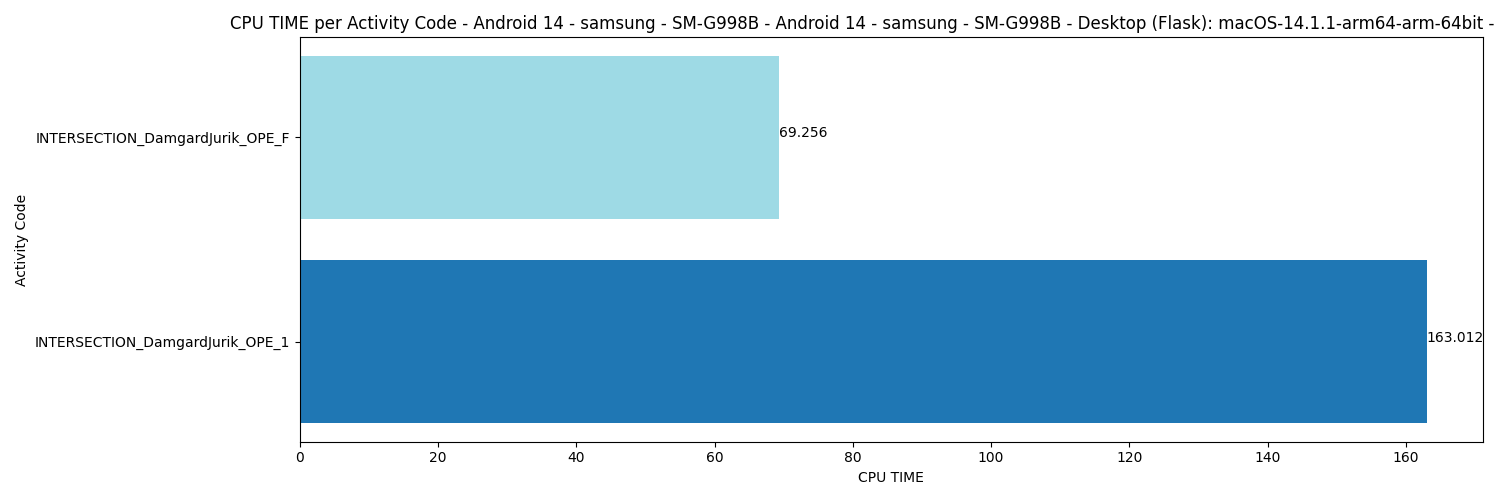 CPU TIME per Activity Code - Android 14 - samsung - SM-G998B - Android 14 - samsung - SM-G998B - Desktop (Flask): macOS-14.1.1-arm64-arm-64bit -
INTERSECTION_DamgardJurik_OPE_F
69.256
Activity Code
INTERSECTION_DamgardJurik_OPE_1
163.012
0 20 40 60 80 100 120 140 160
CPU TIME